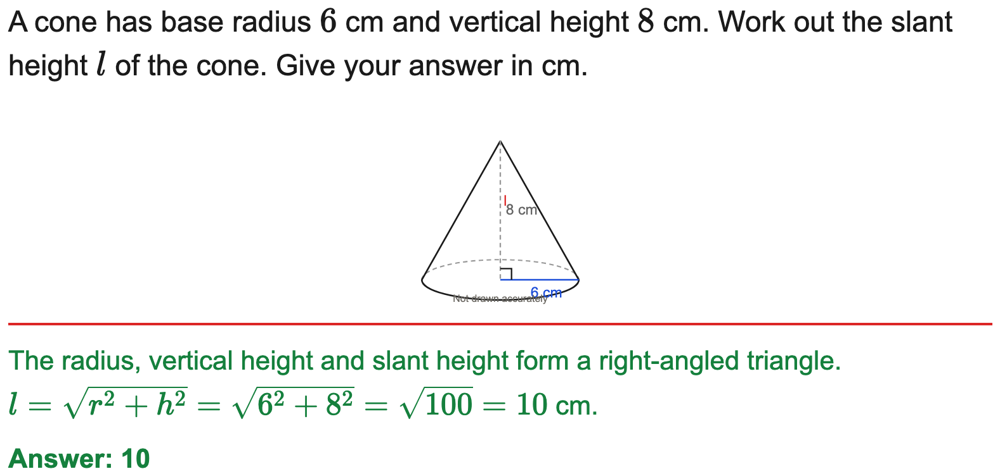 A cone has base radius 6 cm and vertical height 8 cm. Work out the slant
height l of the cone. Give your answer in cm.
l
8 cm
6 cm
Not drawn accurately
The radius, vertical height and slant height form a right-angled triangle.
l = √(r² + h²) = √(6² + 8²) = √100 = 10 cm.
Answer: 10